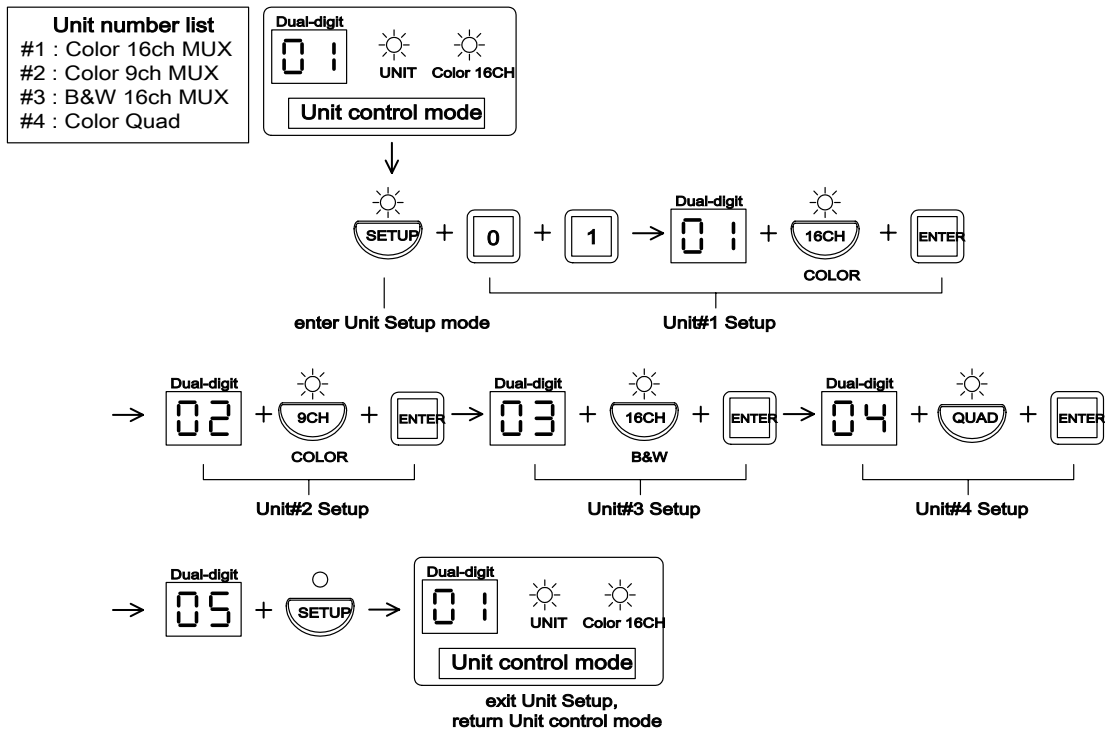 Unit number list
#1 : Color 16ch MUX
#2 : Color 9ch MUX
#3 : B&W 16ch MUX
#4 : Color Quad
Dual-digit
01
UNIT Color 16CH
Unit control mode
Dual-digit
SETUP + 0 + 1 → 01 + 16CH + ENTER
COLOR
enter Unit Setup mode Unit#1 Setup
Dual-digit Dual-digit Dual-digit
→ 02 + 9CH + ENTER → 03 + 16CH + ENTER → 04 + QUAD + ENTER
COLOR B&W
Unit#2 Setup Unit#3 Setup Unit#4 Setup
Dual-digit Dual-digit
→ 05 + SETUP → 01
UNIT Color 16CH
Unit control mode
exit Unit Setup,
return Unit control mode